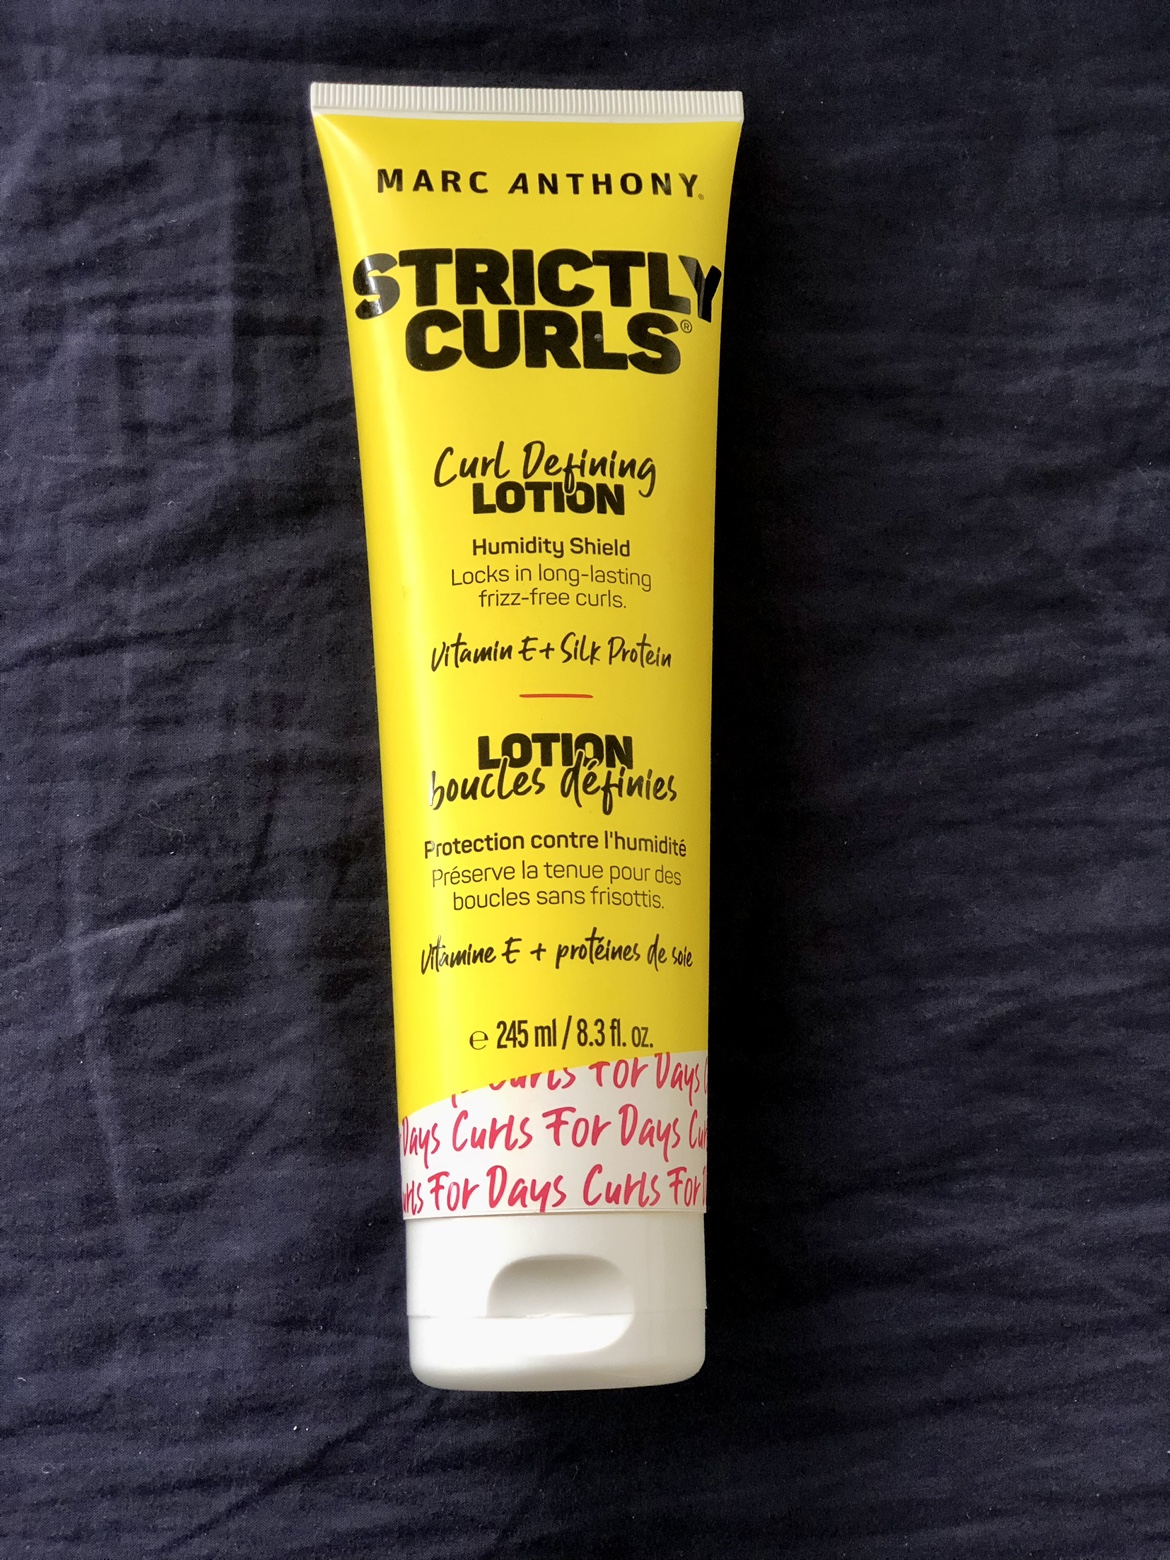 MARC ANTHONY®
STRICTLY
CURLS®
Curl Defining
LOTION
Humidity Shield
Locks in long-lasting
frizz-free curls.
Vitamin E + Silk Protein
LOTION
boucles définies
Protection contre l'humidité
Préserve la tenue pour des
boucles sans frisottis.
Vitamine E + protéines de soie
℮ 245 ml / 8.3 fl. oz.
Curls For Days
Days Curls For Days
For Days Curls For